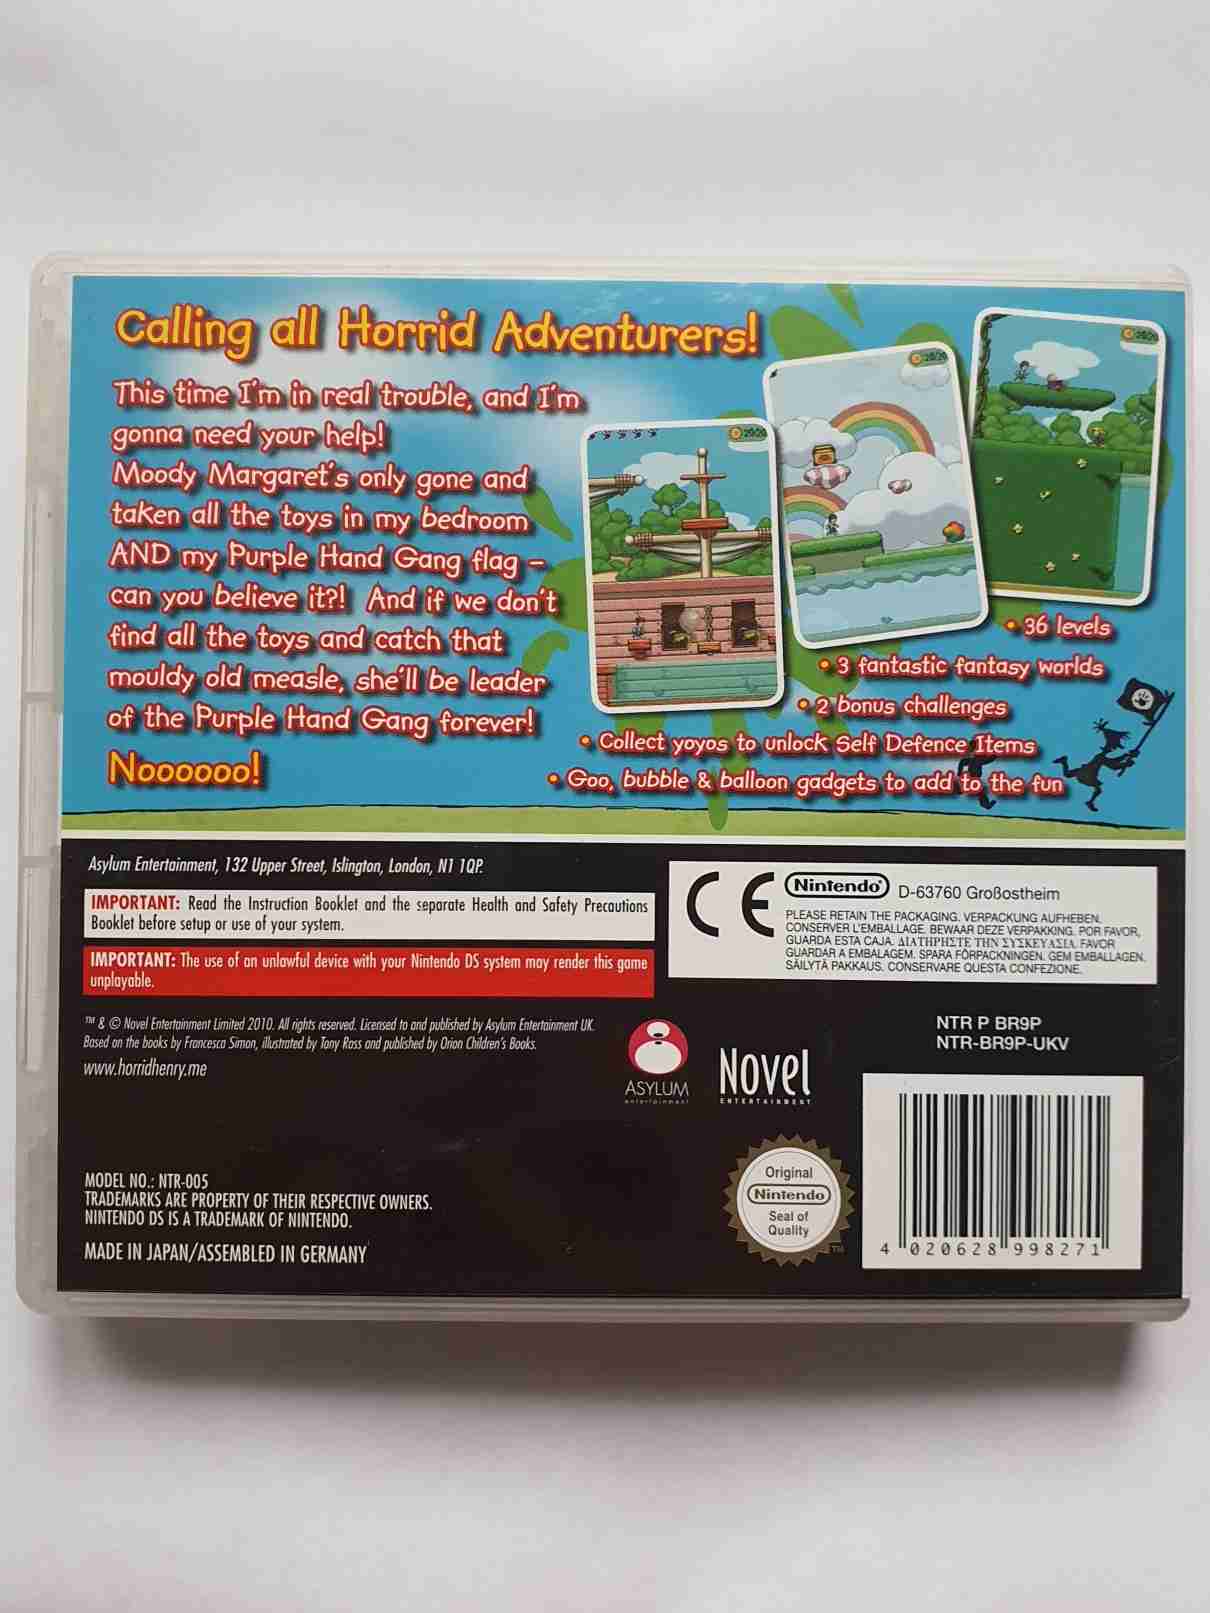 Calling all Horrid Adventurers!
This time I'm in real trouble, and I'm
gonna need your help!
Moody Margaret's only gone and
taken all the toys in my bedroom
AND my Purple Hand Gang flag –
can you believe it?! And if we don't
find all the toys and catch that
mouldy old measle, she'll be leader
of the Purple Hand Gang forever!
Noooooo!
20/20
20/20
20/20
• 36 levels
• 3 fantastic fantasy worlds
• 2 bonus challenges
• Collect yoyos to unlock Self Defence Items
• Goo, bubble & balloon gadgets to add to the fun
Asylum Entertainment, 132 Upper Street, Islington, London, N1 1QP.
IMPORTANT: Read the Instruction Booklet and the separate Health and Safety Precautions
Booklet before setup or use of your system.
IMPORTANT: The use of an unlawful device with your Nintendo DS system may render this game
unplayable.
CE
Nintendo® D-63760 Großostheim
PLEASE RETAIN THE PACKAGING. VERPACKUNG AUFHEBEN.
CONSERVER L'EMBALLAGE. BEWAAR DEZE VERPAKKING. POR FAVOR,
GUARDA ESTA CAJA. ΔΙΑΤΗΡΗΣΤΕ ΤΗΝ ΣΥΣΚΕΥΑΣΙΑ. FAVOR
GUARDAR A EMBALAGEM. SPARA FÖRPACKNINGEN. GEM EMBALLAGEN.
SÄILYTÄ PAKKAUS. CONSERVARE QUESTA CONFEZIONE.
™ & © Novel Entertainment Limited 2010. All rights reserved. Licensed to and published by Asylum Entertainment UK.
Based on the books by Francesca Simon, illustrated by Tony Ross and published by Orion Children's Books.
www.horridhenry.me
ASYLUM
entertainment
Novel
ENTERTAINMENT
NTR P BR9P
NTR-BR9P-UKV
MODEL NO.: NTR-005
TRADEMARKS ARE PROPERTY OF THEIR RESPECTIVE OWNERS.
NINTENDO DS IS A TRADEMARK OF NINTENDO.
MADE IN JAPAN/ASSEMBLED IN GERMANY
Original
Nintendo
Seal of
Quality
TM
4 020628 998271